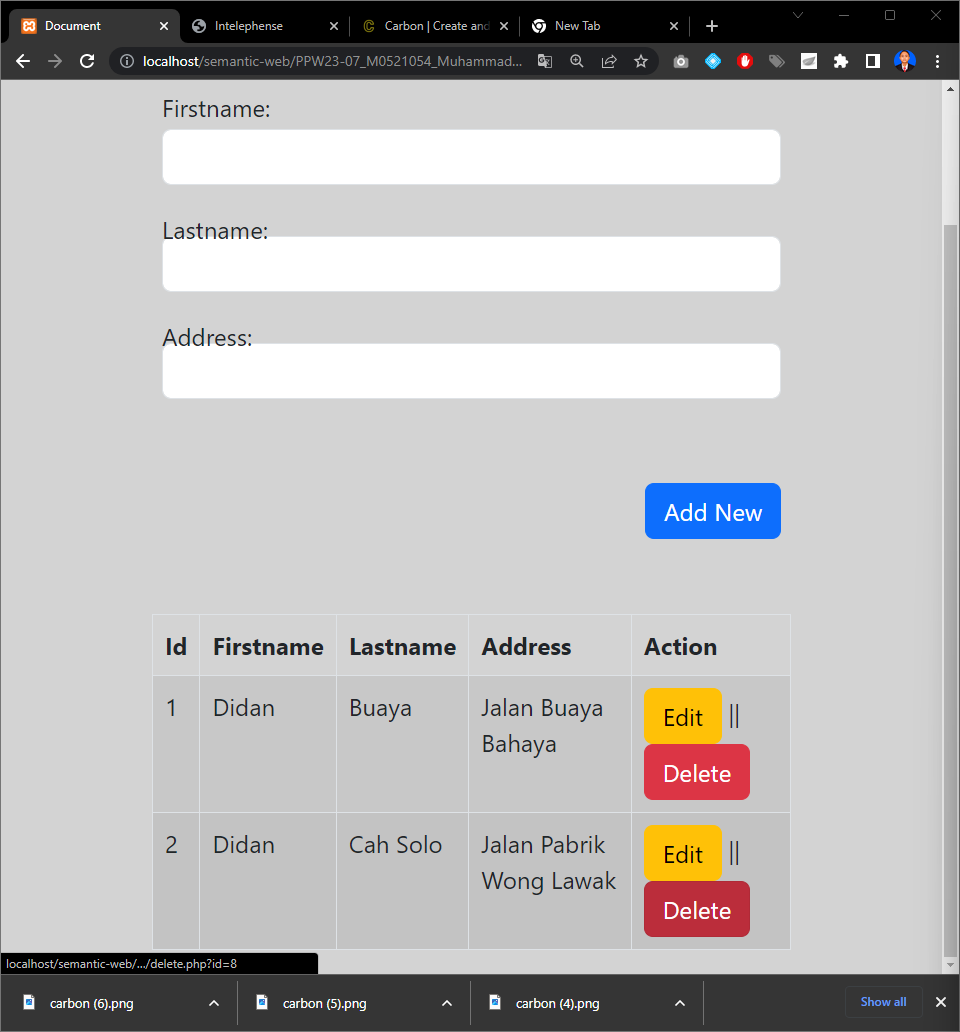 Document
Intelephense
Carbon | Create and
New Tab
localhost/semantic-web/PPW23-07_M0521054_Muhammad...
Firstname:
Lastname:
Address:
Add New
Id Firstname Lastname Address Action
1 Didan Buaya Jalan Buaya Edit ||
Bahaya Delete
2 Didan Cah Solo Jalan Pabrik Edit ||
Wong Lawak Delete
localhost/semantic-web/.../delete.php?id=8
carbon (6).png
carbon (5).png
carbon (4).png
Show all